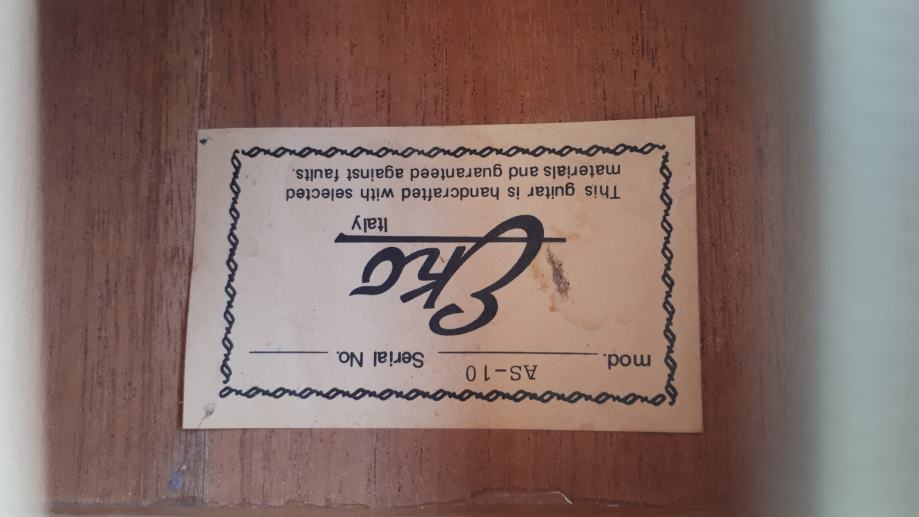 mod. AS-10 Serial No.
Eko
Italy
This guitar is handcrafted with selected
materials and guaranteed against faults.